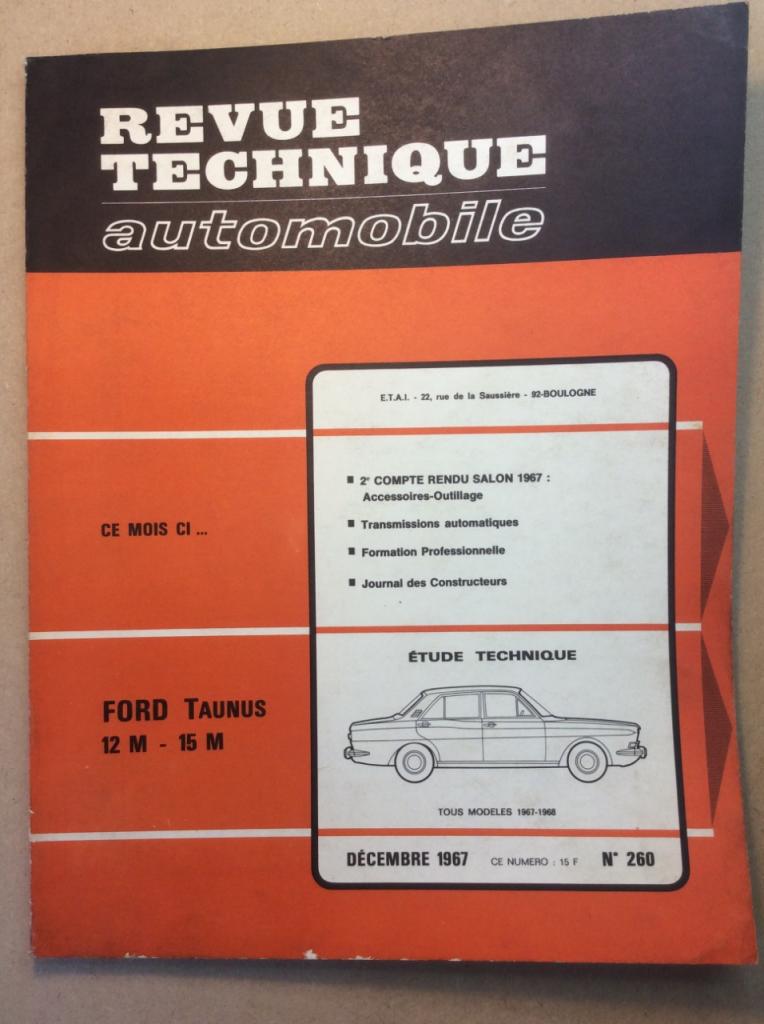 REVUE
TECHNIQUE
automobile
E.T.A.I. - 22, rue de la Saussière - 92-BOULOGNE
CE MOIS CI ...
■ 2e COMPTE RENDU SALON 1967 :
Accessoires-Outillage
■ Transmissions automatiques
■ Formation Professionnelle
■ Journal des Constructeurs
FORD TAUNUS
12 M - 15 M
ÉTUDE TECHNIQUE
TOUS MODELES 1967-1968
DÉCEMBRE 1967 CE NUMERO : 15 F N° 260